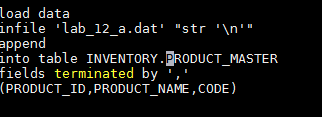 load data
infile 'lab_12_a.dat' "str '\n'"
append
into table INVENTORY.PRODUCT_MASTER
fields terminated by ','
(PRODUCT_ID,PRODUCT_NAME,CODE)